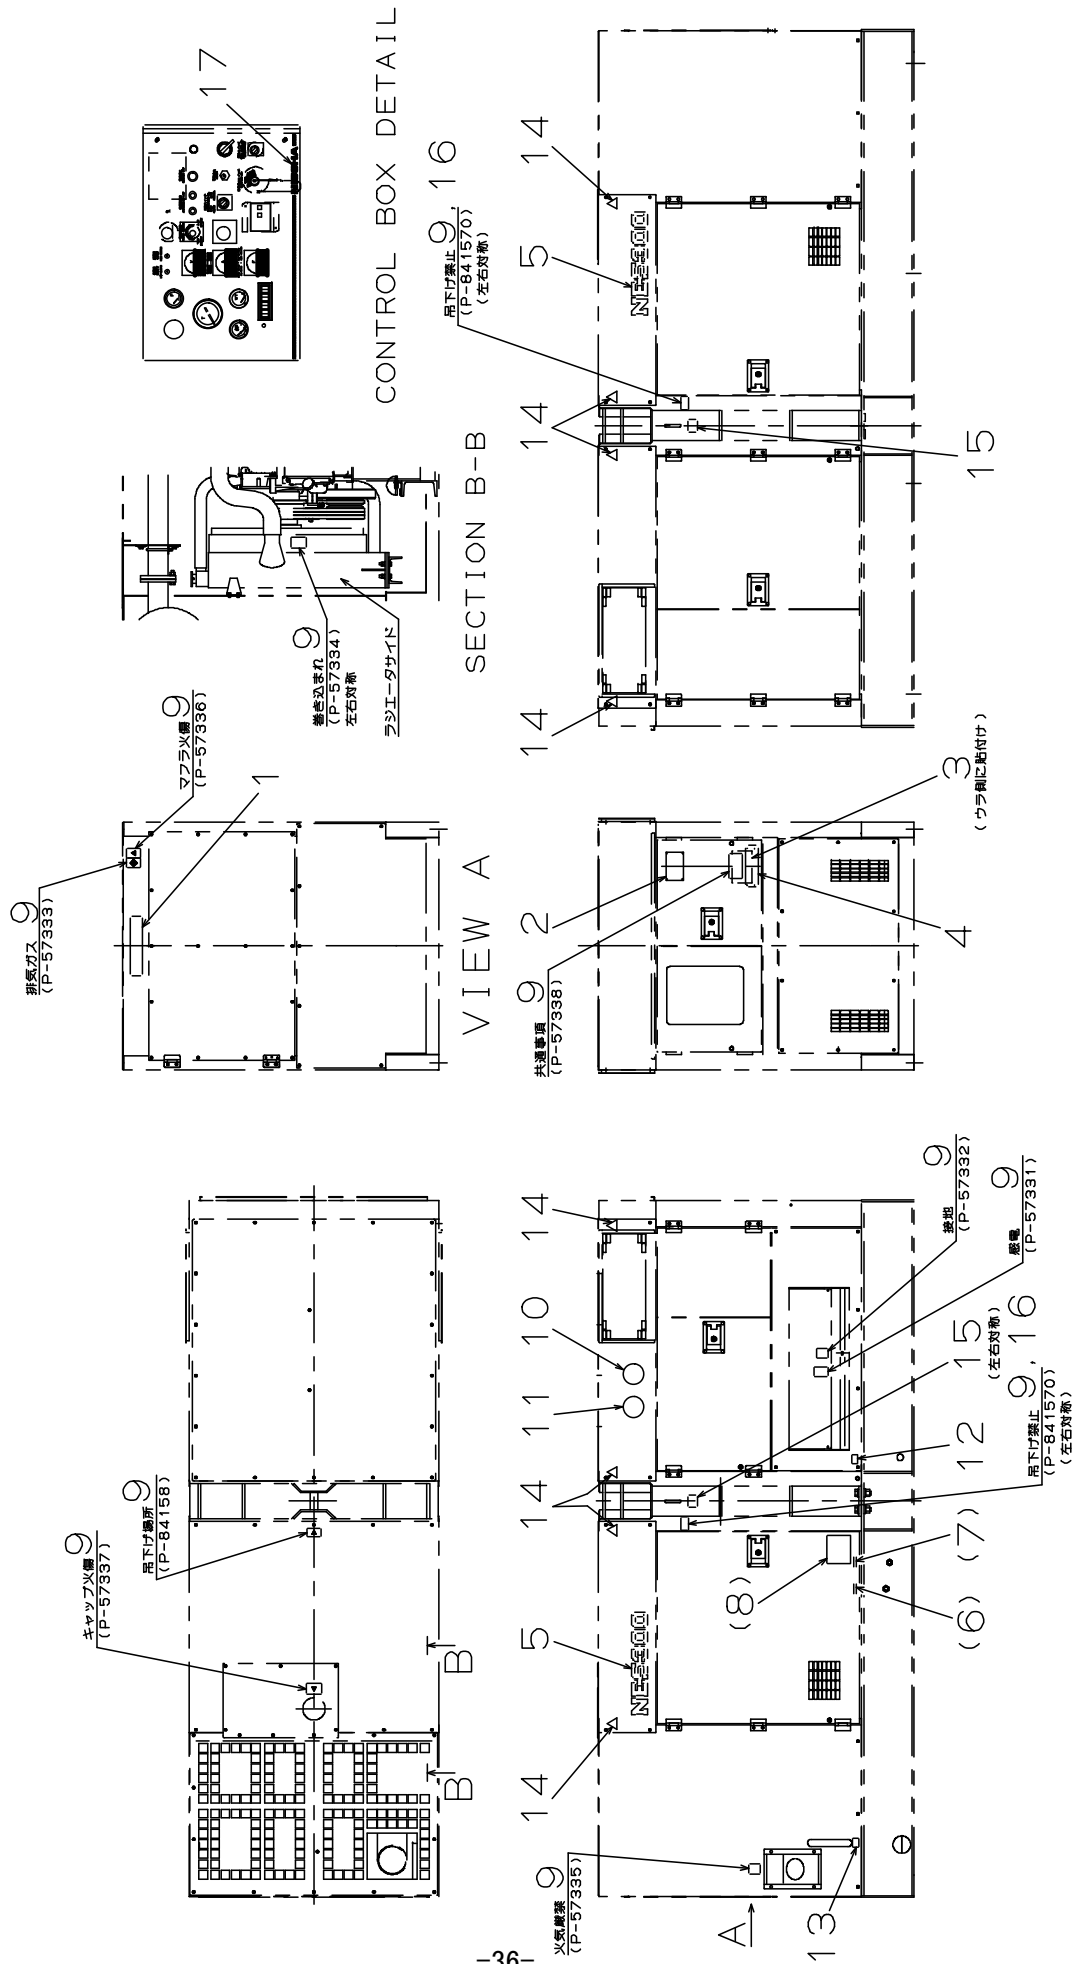 キャップ火傷 9
(P-57337)
吊下げ場所 9
(P-84158)
B
B
排気ガス 9
(P-57333)
マフラ火傷 9
(P-57336)
1
VIEW A
巻き込まれ 9
(P-57334)
左右対称
ラジエータサイド
SECTION B-B
17
CONTROL BOX DETAIL
火気厳禁 9
(P-57335)
A
13
14
5
NES300
(8)
(6)
(7)
14
11
10
14
12
吊下げ禁止 9, 16
(P-841570)
(左右対称)
15
(左右対称)
感電 9
(P-57331)
接地 9
(P-57332)
共通事項 9
(P-57338)
2
4
3
(ウラ側に貼付け)
14
14
15
吊下げ禁止 9, 16
(P-841570)
(左右対称)
5
NES300
14
-36-